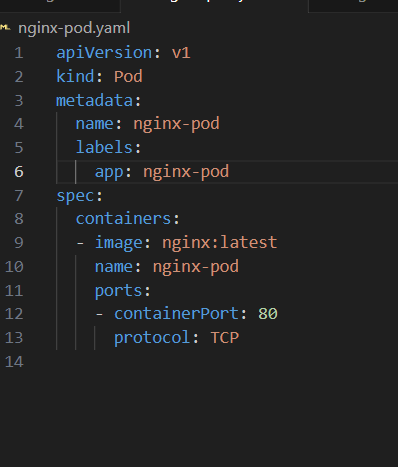 nginx-pod.yaml
1 apiVersion: v1
2 kind: Pod
3 metadata:
4   name: nginx-pod
5   labels:
6     app: nginx-pod
7 spec:
8   containers:
9   - image: nginx:latest
10     name: nginx-pod
11     ports:
12     - containerPort: 80
13       protocol: TCP
14